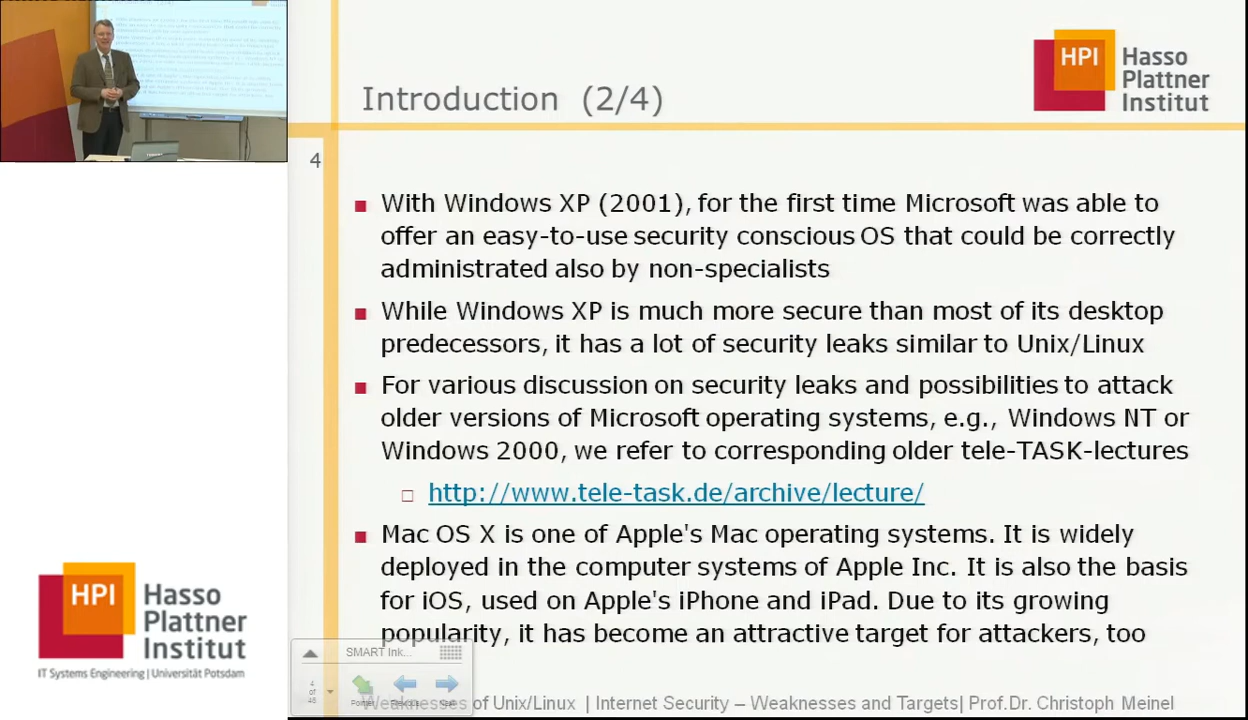 Introduction (2/4)
HPI Hasso
Plattner
Institut
4
With Windows XP (2001), for the first time Microsoft was able to
offer an easy-to-use security conscious OS that could be correctly
administrated also by non-specialists
While Windows XP is much more secure than most of its desktop
predecessors, it has a lot of security leaks similar to Unix/Linux
For various discussion on security leaks and possibilities to attack
older versions of Microsoft operating systems, e.g., Windows NT or
Windows 2000, we refer to corresponding older tele-TASK-lectures
http://www.tele-task.de/archive/lecture/
Mac OS X is one of Apple's Mac operating systems. It is widely
deployed in the computer systems of Apple Inc. It is also the basis
for iOS, used on Apple's iPhone and iPad. Due to its growing
popularity, it has become an attractive target for attackers, too
HPI Hasso
Plattner
Institut
IT Systems Engineering | Universität Potsdam
SMART Ink...
4
of
48
Weaknesses of Unix/Linux | Internet Security – Weaknesses and Targets| Prof.Dr. Christoph Meinel